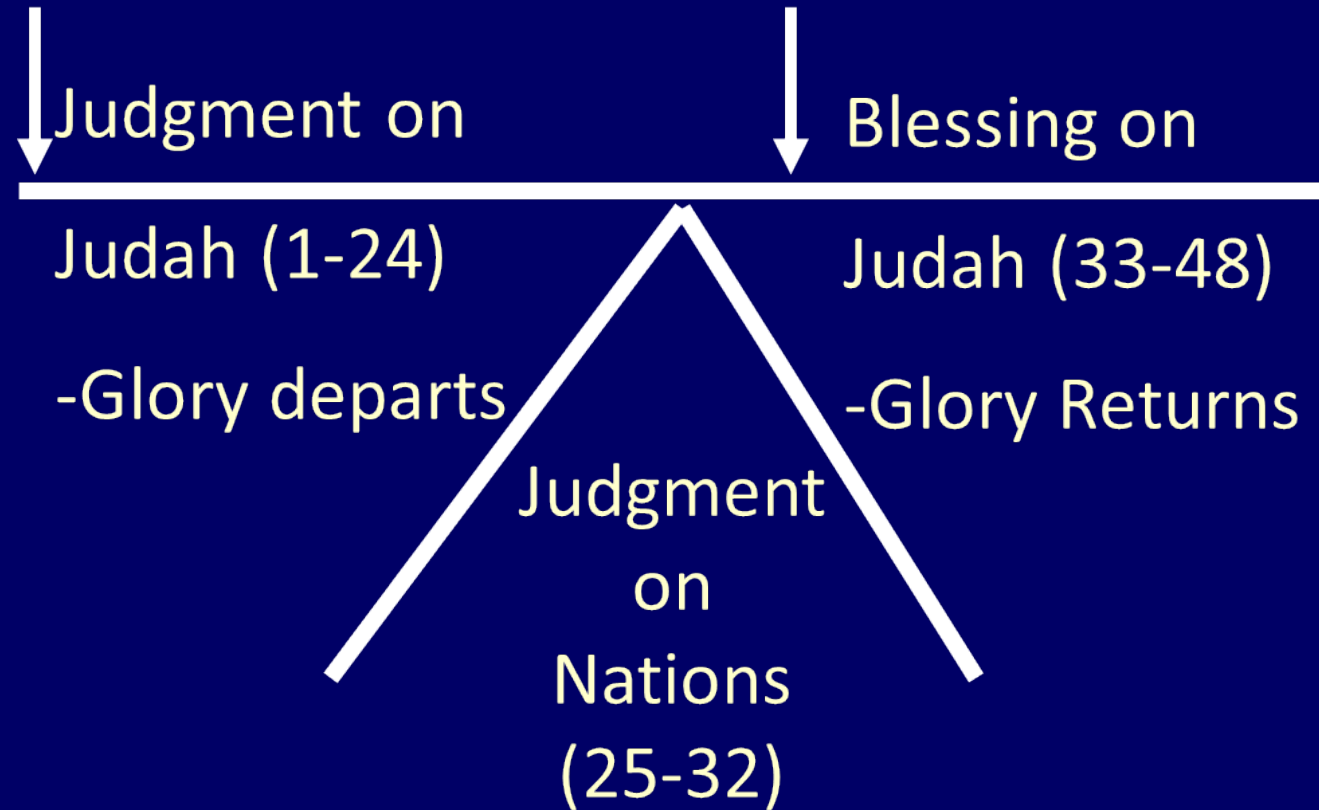 Judgment on
Judah (1-24)
-Glory departs
Judgment
on
Nations
(25-32)
Blessing on
Judah (33-48)
-Glory Returns